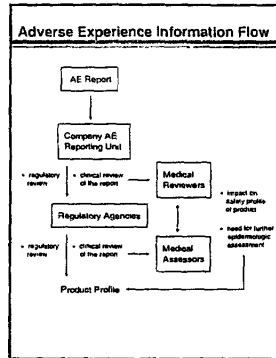 Adverse Experience Information Flow
AE Report
Company AE
Reporting Unit
• regulatory
review
• clinical review
of the report
Medical
Reviewers
• impact on
safety profile
of product
Regulatory Agencies
• need for further
epidemiologic
assessment
• regulatory
review
• clinical review
of the report
Medical
Assessors
Product Profile